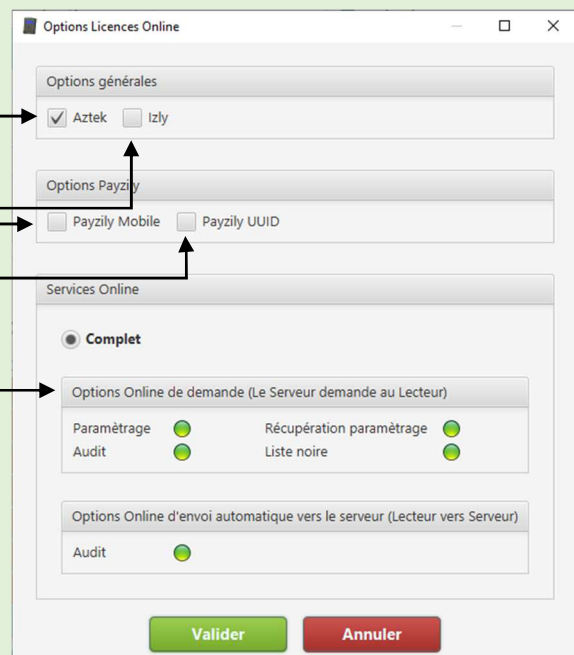 Options Licences Online
Options générales
Aztek Izly
Options Payzily
Payzily Mobile Payzily UUID
Services Online
Complet
Options Online de demande (Le Serveur demande au Lecteur)
Paramètrage Récupération paramètrage
Audit Liste noire
Options Online d'envoi automatique vers le serveur (Lecteur vers Serveur)
Audit
Valider Annuler